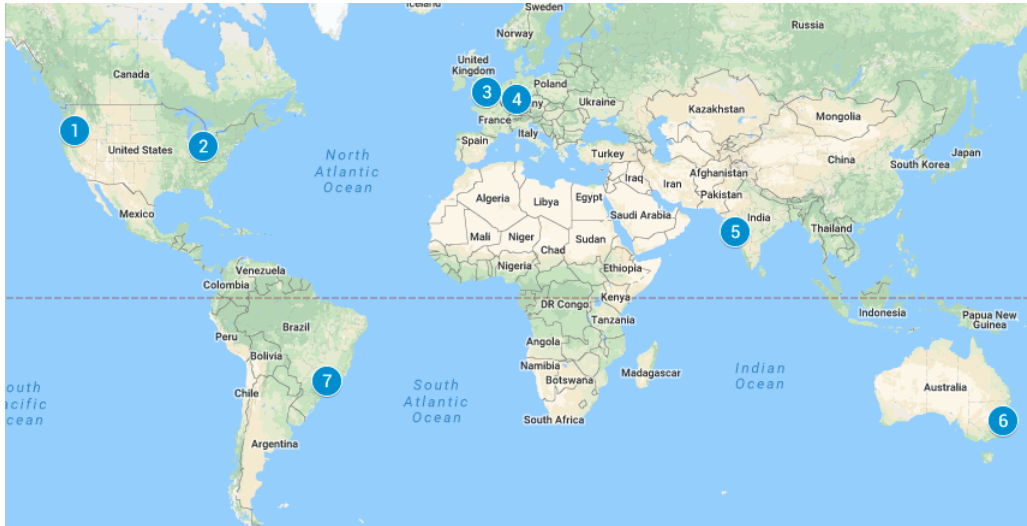 Iceland
Sweden
Norway
Russia
United
Kingdom
Canada
3
4
Poland
ny
Ukraine
Kazakhstan
Mongolia
France
1
2
United States
Italy
Spain
North
Atlantic
Ocean
Turkey
China
South Korea
Japan
Afghanistan
Iraq
Iran
Pakistan
Algeria
Libya
Egypt
Saudi Arabia
Mexico
5
India
Thailand
Mali
Niger
Chad
Sudan
Venezuela
Colombia
Nigeria
Ethiopia
DR Congo
Kenya
Tanzania
Indonesia
Papua New
Guinea
Brazil
Peru
Bolivia
Angola
Namibia
Botswana
Madagascar
Indian
Ocean
7
Chile
outh
acific
cean
South
Atlantic
Ocean
Australia
6
South Africa
Argentina